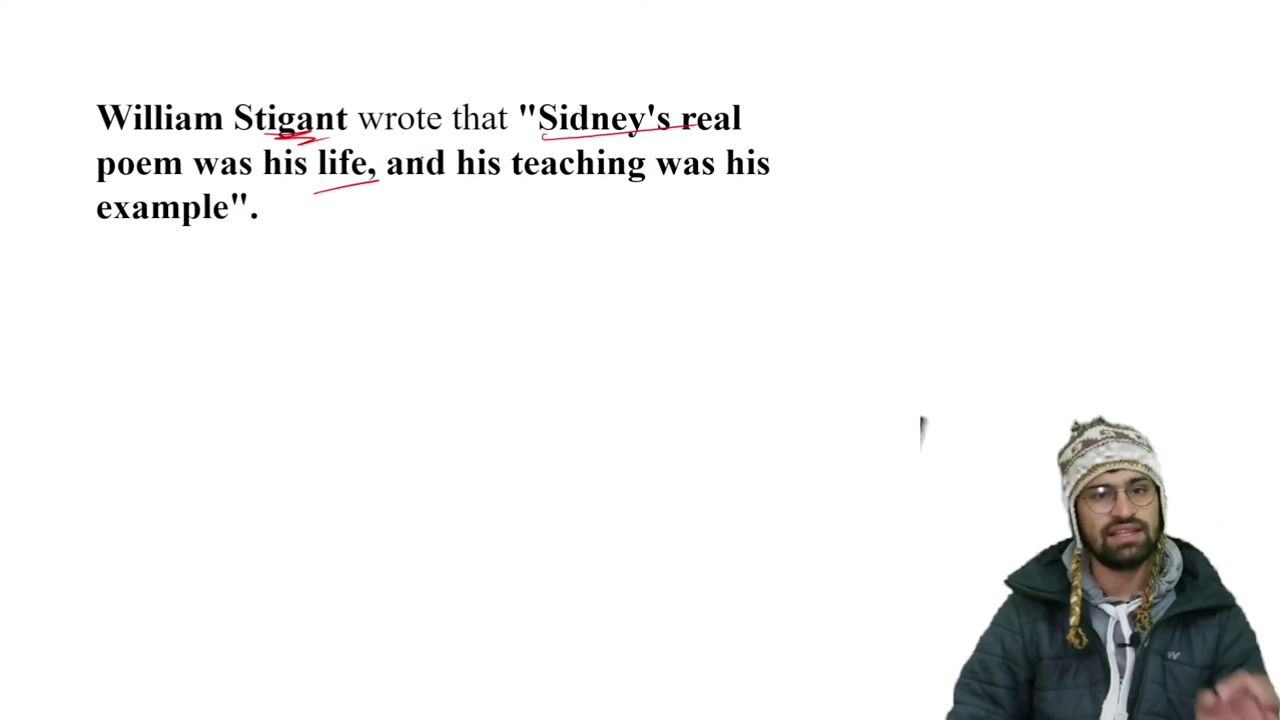 William Stigant wrote that "Sidney's real
poem was his life, and his teaching was his
example".